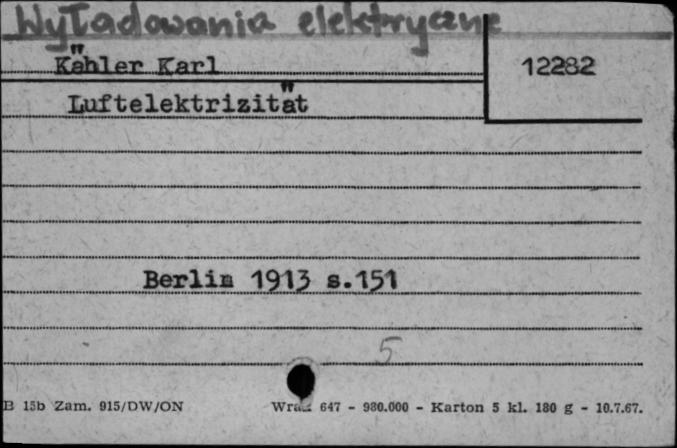 Wyładowania elektryczne
Kähler Karl
12282
Luftelektrizität
Berlin 1913 s.151
5
B 15b Zam. 915/DW/ON
647 - 980.000 - Karton 5 kl. 180 g - 10.7.67.